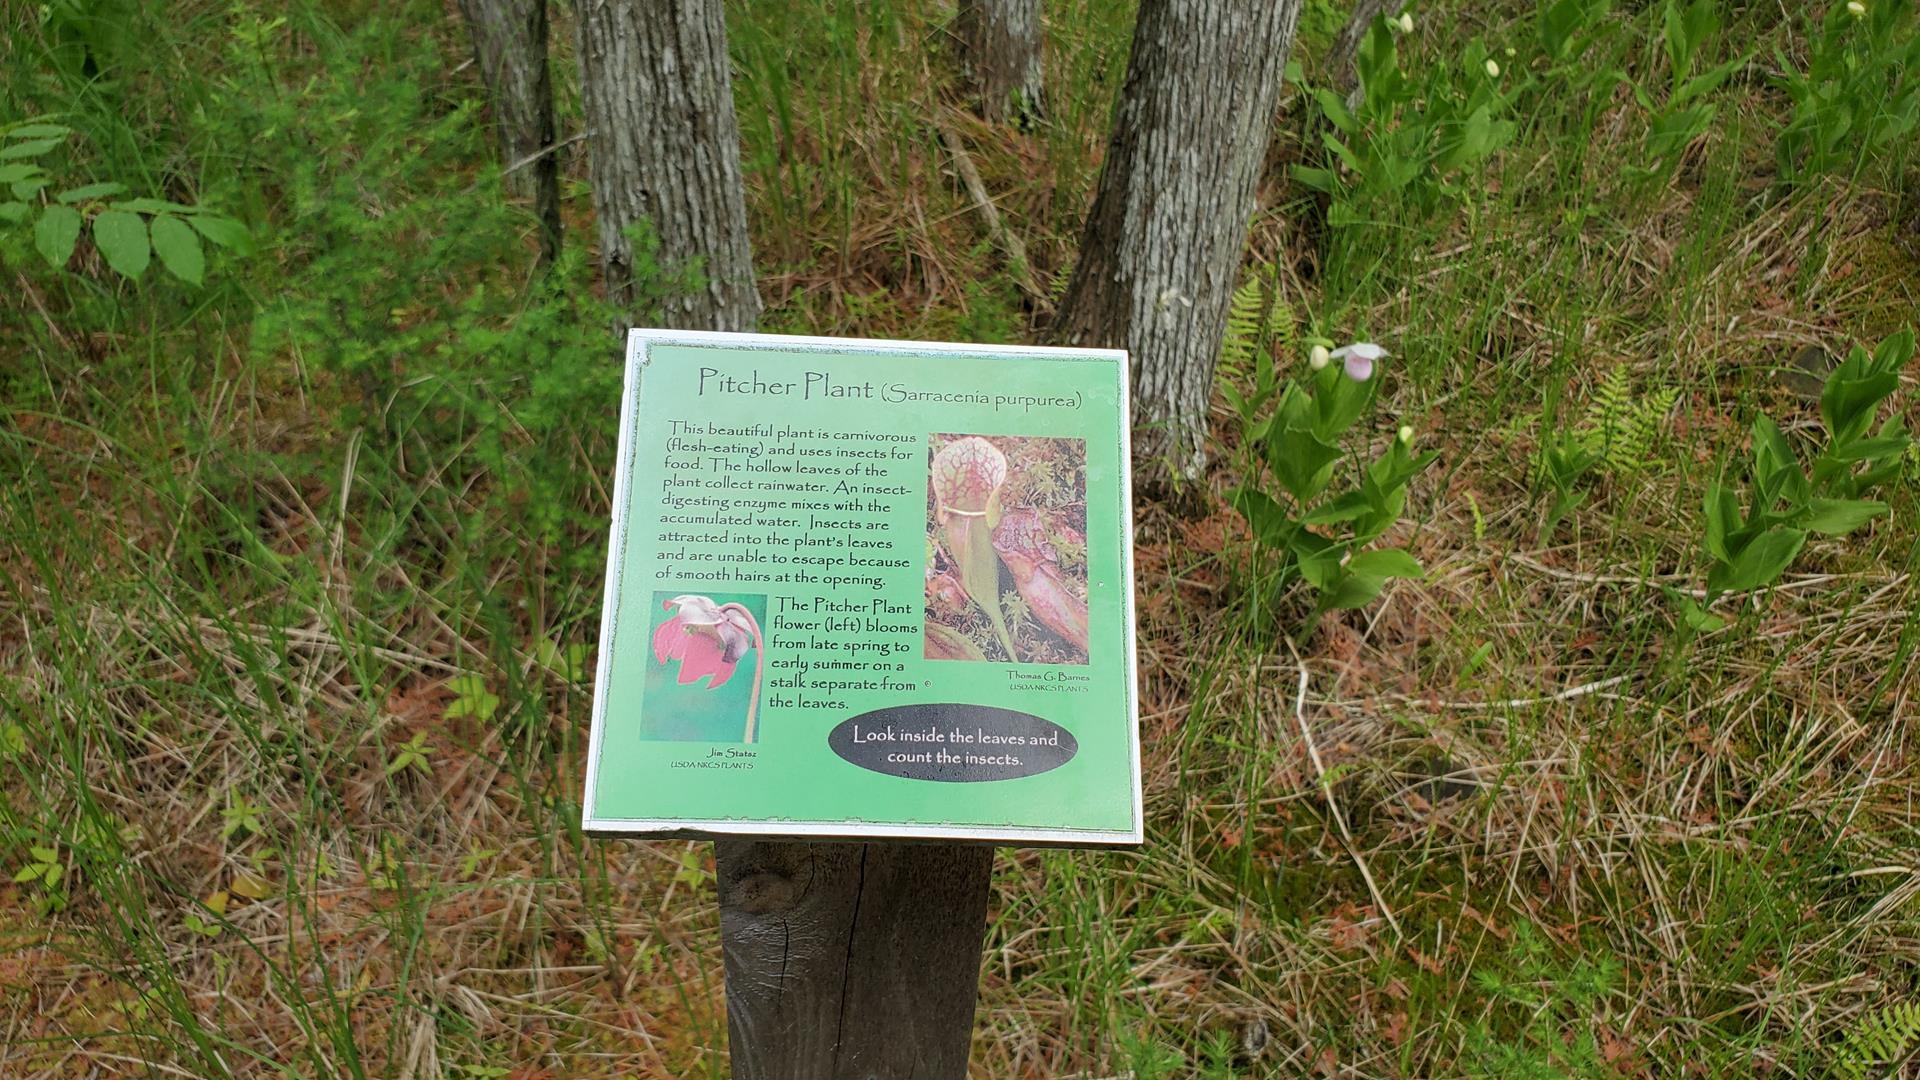 Pitcher Plant (Sarracenia purpurea)
This beautiful plant is carnivorous
(flesh-eating) and uses insects for
food. The hollow leaves of the
plant collect rainwater. An insect-
digesting enzyme mixes with the
accumulated water. Insects are
attracted into the plant's leaves
and are unable to escape because
of smooth hairs at the opening.
The Pitcher Plant
flower (left) blooms
from late spring to
early summer on a
stalk separate from
the leaves.
Thomas G. Barnes
USDA-NRCS PLANTS
Jim Stasz
USDA-NRCS PLANTS
Look inside the leaves and
count the insects.